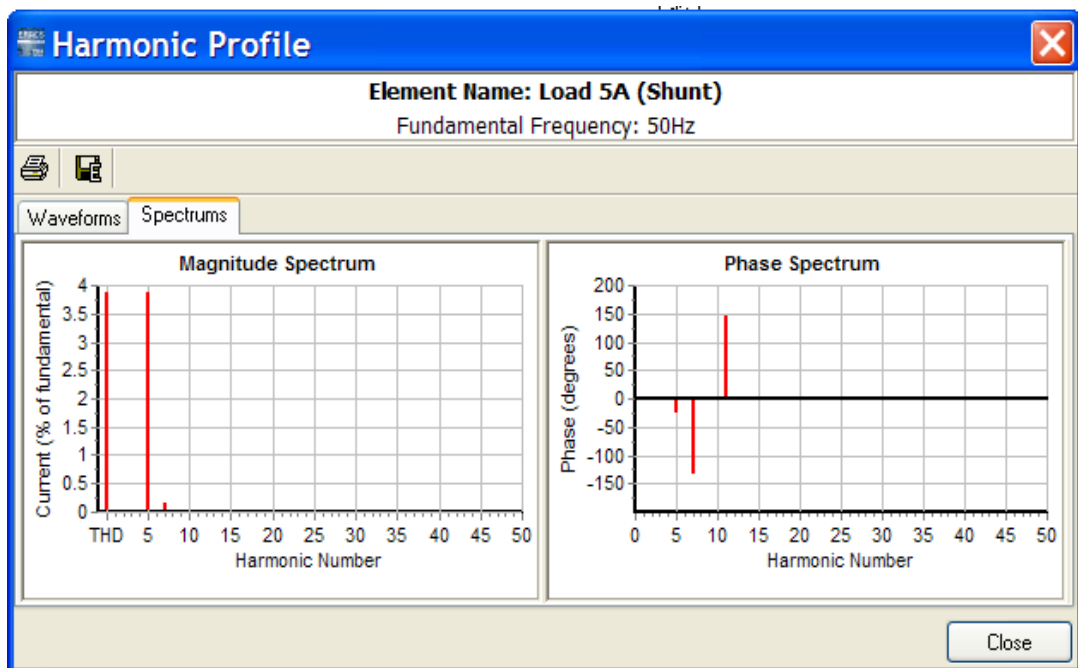 Harmonic Profile
Element Name: Load 5A (Shunt)
Fundamental Frequency: 50Hz
Waveforms
Spectrums
Magnitude Spectrum
Current (% of fundamental)
4
3.5
3
2.5
2
1.5
1
0.5
0
THD 5 10 15 20 25 30 35 40 45 50
Harmonic Number
Phase Spectrum
Phase (degrees)
200
150
100
50
0
-50
-100
-150
0 5 10 15 20 25 30 35 40 45 50
Harmonic Number
Close